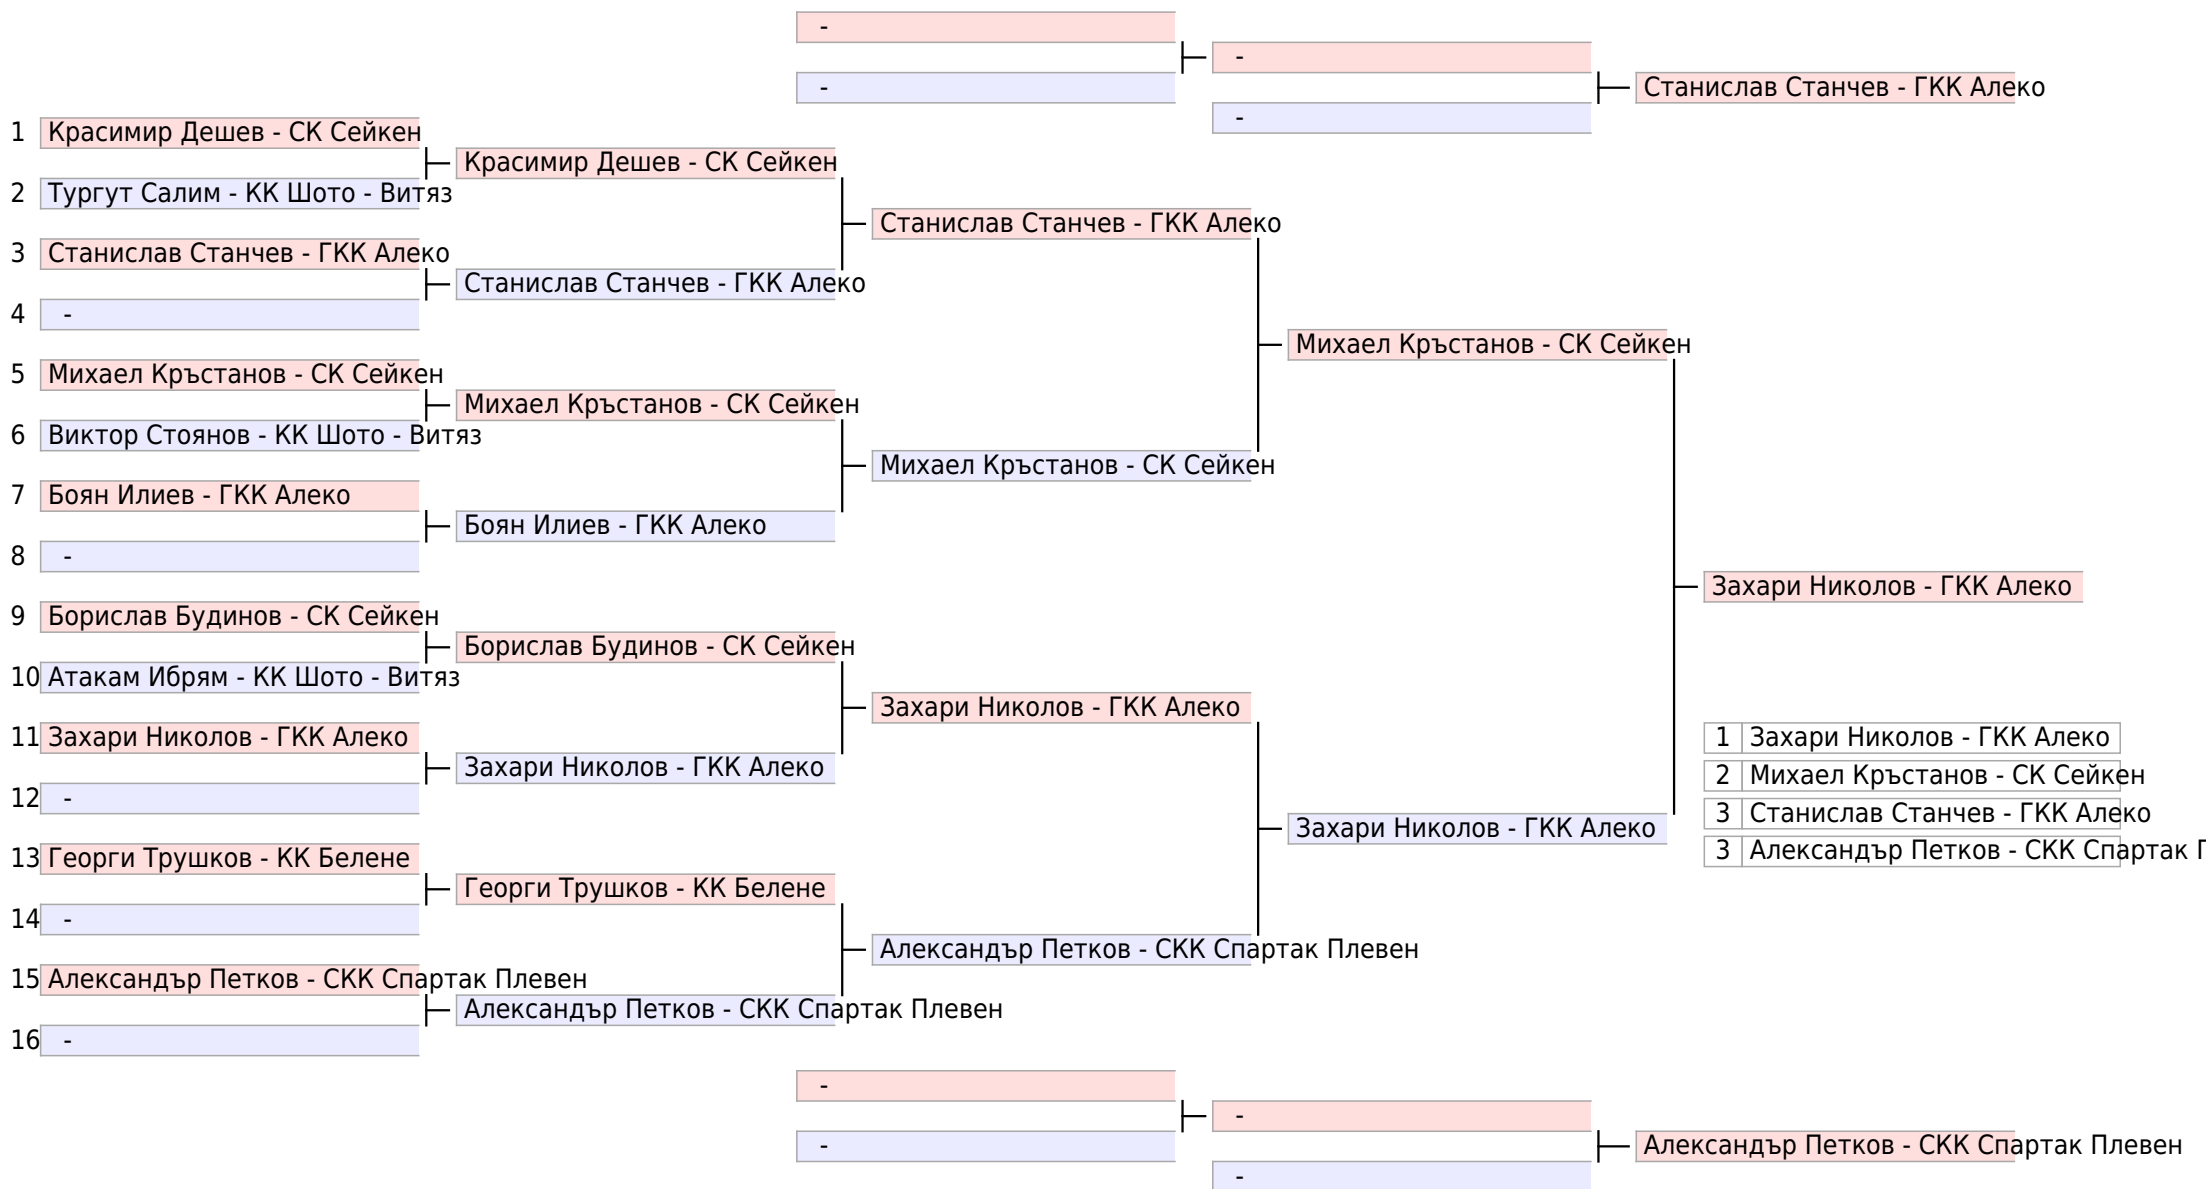 -
-
-
-
Станислав Станчев - ГКК Алеко
1 Красимир Дешев - СК Сейкен
2 Тургут Салим - КК Шото - Витяз
3 Станислав Станчев - ГКК Алеко
4 -
5 Михаел Кръстанов - СК Сейкен
6 Виктор Стоянов - КК Шото - Витяз
7 Боян Илиев - ГКК Алеко
8 -
9 Борислав Будинов - СК Сейкен
10 Атакам Ибрям - КК Шото - Витяз
11 Захари Николов - ГКК Алеко
12 -
13 Георги Трушков - КК Белене
14 -
15 Александър Петков - СКК Спартак Плевен
16 -
Красимир Дешев - СК Сейкен
Станислав Станчев - ГКК Алеко
Михаел Кръстанов - СК Сейкен
Боян Илиев - ГКК Алеко
Борислав Будинов - СК Сейкен
Захари Николов - ГКК Алеко
Георги Трушков - КК Белене
Александър Петков - СКК Спартак Плевен
Станислав Станчев - ГКК Алеко
Михаел Кръстанов - СК Сейкен
Захари Николов - ГКК Алеко
Александър Петков - СКК Спартак Плевен
Михаел Кръстанов - СК Сейкен
Захари Николов - ГКК Алеко
Захари Николов - ГКК Алеко
1 Захари Николов - ГКК Алеко
2 Михаел Кръстанов - СК Сейкен
3 Станислав Станчев - ГКК Алеко
3 Александър Петков - СКК Спартак
-
-
-
-
Александър Петков - СКК Спартак Плевен